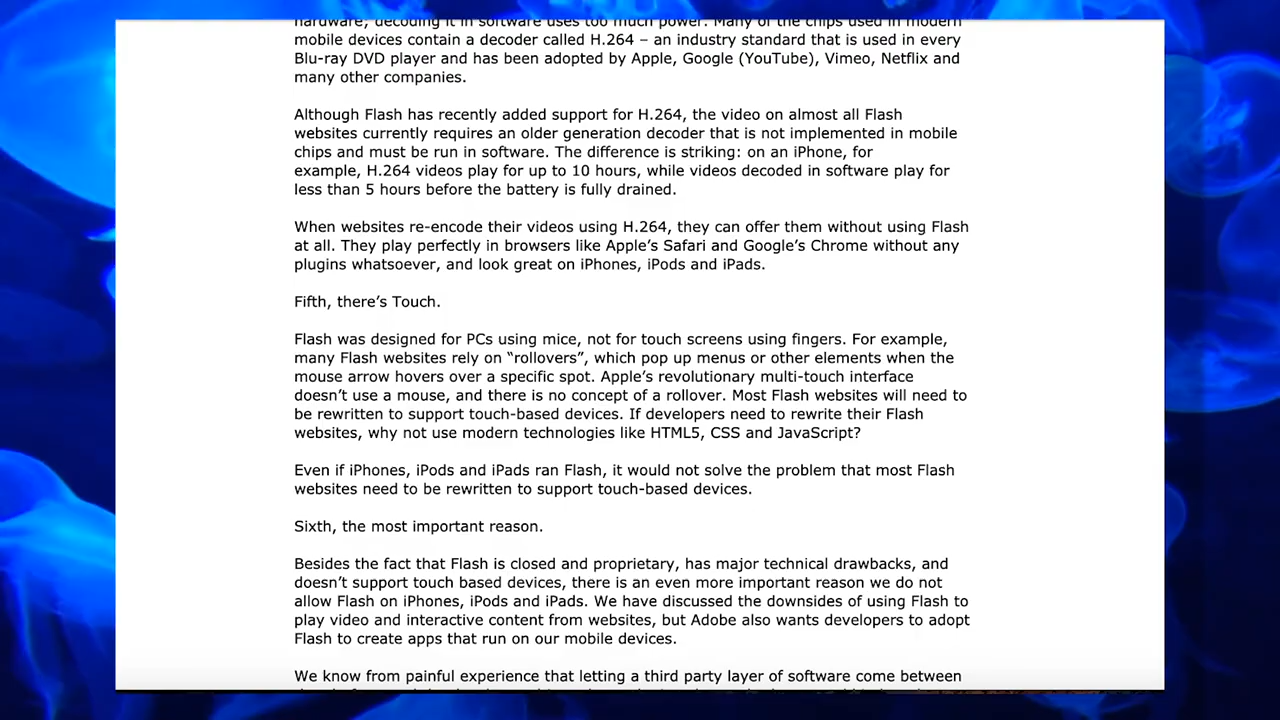 hardware; decoding it in software uses too much power. Many of the chips used in modern
mobile devices contain a decoder called H.264 – an industry standard that is used in every
Blu-ray DVD player and has been adopted by Apple, Google (YouTube), Vimeo, Netflix and
many other companies.
Although Flash has recently added support for H.264, the video on almost all Flash
websites currently requires an older generation decoder that is not implemented in mobile
chips and must be run in software. The difference is striking: on an iPhone, for
example, H.264 videos play for up to 10 hours, while videos decoded in software play for
less than 5 hours before the battery is fully drained.
When websites re-encode their videos using H.264, they can offer them without using Flash
at all. They play perfectly in browsers like Apple’s Safari and Google’s Chrome without any
plugins whatsoever, and look great on iPhones, iPods and iPads.
Fifth, there’s Touch.
Flash was designed for PCs using mice, not for touch screens using fingers. For example,
many Flash websites rely on “rollovers”, which pop up menus or other elements when the
mouse arrow hovers over a specific spot. Apple’s revolutionary multi-touch interface
doesn’t use a mouse, and there is no concept of a rollover. Most Flash websites will need to
be rewritten to support touch-based devices. If developers need to rewrite their Flash
websites, why not use modern technologies like HTML5, CSS and JavaScript?
Even if iPhones, iPods and iPads ran Flash, it would not solve the problem that most Flash
websites need to be rewritten to support touch-based devices.
Sixth, the most important reason.
Besides the fact that Flash is closed and proprietary, has major technical drawbacks, and
doesn’t support touch based devices, there is an even more important reason we do not
allow Flash on iPhones, iPods and iPads. We have discussed the downsides of using Flash to
play video and interactive content from websites, but Adobe also wants developers to adopt
Flash to create apps that run on our mobile devices.
We know from painful experience that letting a third party layer of software come between